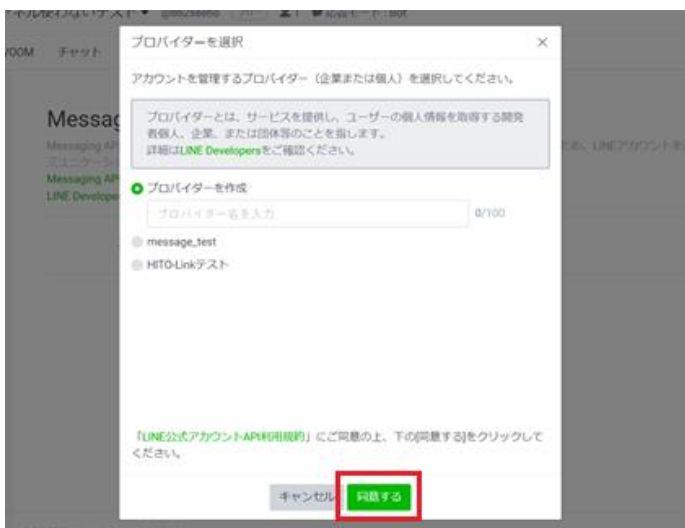 応答モード：Bot
チャット
プロバイダーを選択
×
アカウントを管理するプロバイダー（企業または個人）を選択してください。
プロバイダーとは、サービスを提供し、ユーザーの個人情報を取得する開発
者個人、企業、または団体等のことを指します。
詳細はLINE Developersをご確認ください。
Messag
Messaging AP
Messaging AP
LINE Develope
プロバイダーを作成
プロバイダー名を入力
0/100
message_test
HITO-Linkテスト
「LINE公式アカウントAPI利用規約」にご同意の上、下の[同意する]をクリックして
ください。
キャンセル
同意する